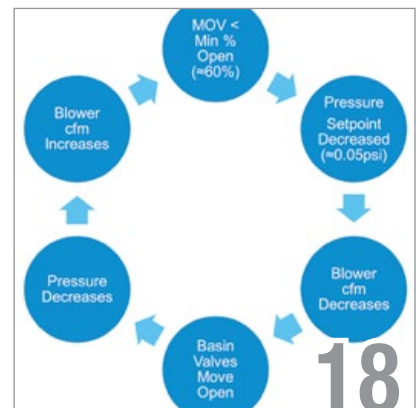 MOV <
Min %
Open
(≈60%)
Pressure
Setpoint
Decreased
(≈0.05psi)
Blower
cfm
Decreases
Basin
Valves
Move
Open
Pressure
Decreases
Blower
cfm
Increases
18